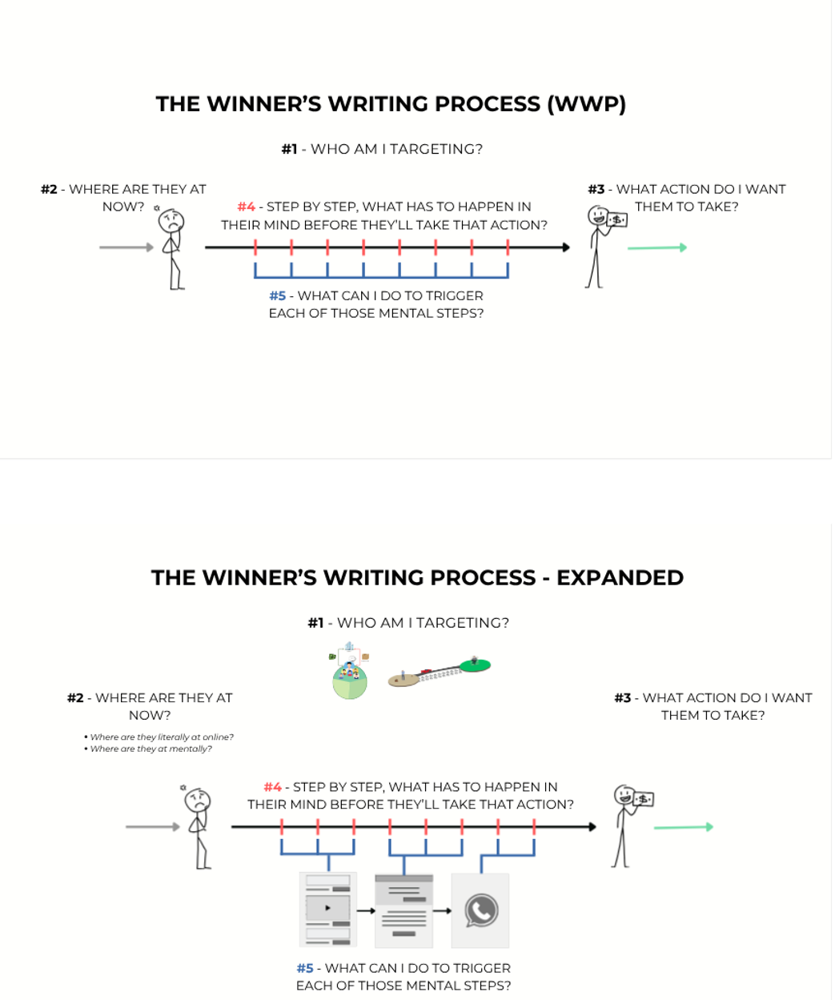 THE WINNER’S WRITING PROCESS (WWP)
#1 - WHO AM I TARGETING?
#2 - WHERE ARE THEY AT
NOW?
#3 - WHAT ACTION DO I WANT
THEM TO TAKE?
#4 - STEP BY STEP, WHAT HAS TO HAPPEN IN
THEIR MIND BEFORE THEY’LL TAKE THAT ACTION?
$
#5 - WHAT CAN I DO TO TRIGGER
EACH OF THOSE MENTAL STEPS?
THE WINNER’S WRITING PROCESS - EXPANDED
#1 - WHO AM I TARGETING?
#2 - WHERE ARE THEY AT
NOW?
• Where are they literally at online?
• Where are they at mentally?
#3 - WHAT ACTION DO I WANT
THEM TO TAKE?
#4 - STEP BY STEP, WHAT HAS TO HAPPEN IN
THEIR MIND BEFORE THEY’LL TAKE THAT ACTION?
$
#5 - WHAT CAN I DO TO TRIGGER
EACH OF THOSE MENTAL STEPS?